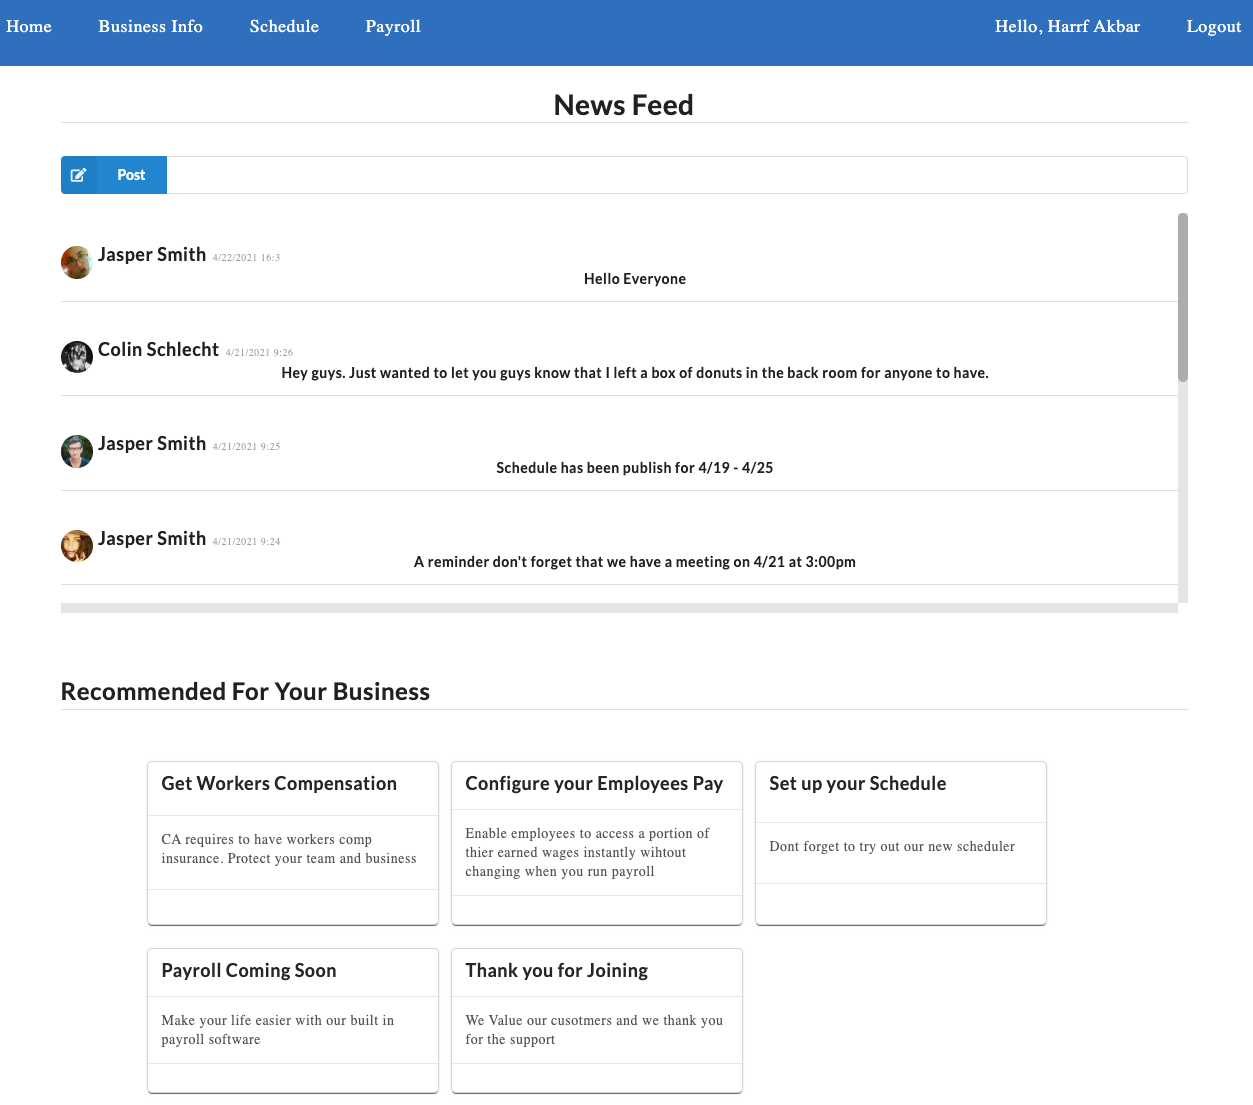 Home Business Info Schedule Payroll Hello, Harrf Akbar Logout
News Feed
Post
Jasper Smith 4/22/2021 16:3
Hello Everyone
Colin Schlecht 4/21/2021 9:26
Hey guys. Just wanted to let you guys know that I left a box of donuts in the back room for anyone to have.
Jasper Smith 4/21/2021 9:25
Schedule has been publish for 4/19 - 4/25
Jasper Smith 4/21/2021 9:24
A reminder don't forget that we have a meeting on 4/21 at 3:00pm
Recommended For Your Business
Get Workers Compensation
CA requires to have workers comp
insurance. Protect your team and business
Configure your Employees Pay
Enable employees to access a portion of
thier earned wages instantly wihtout
changing when you run payroll
Set up your Schedule
Dont forget to try out our new scheduler
Payroll Coming Soon
Make your life easier with our built in
payroll software
Thank you for Joining
We Value our cusotmers and we thank you
for the support